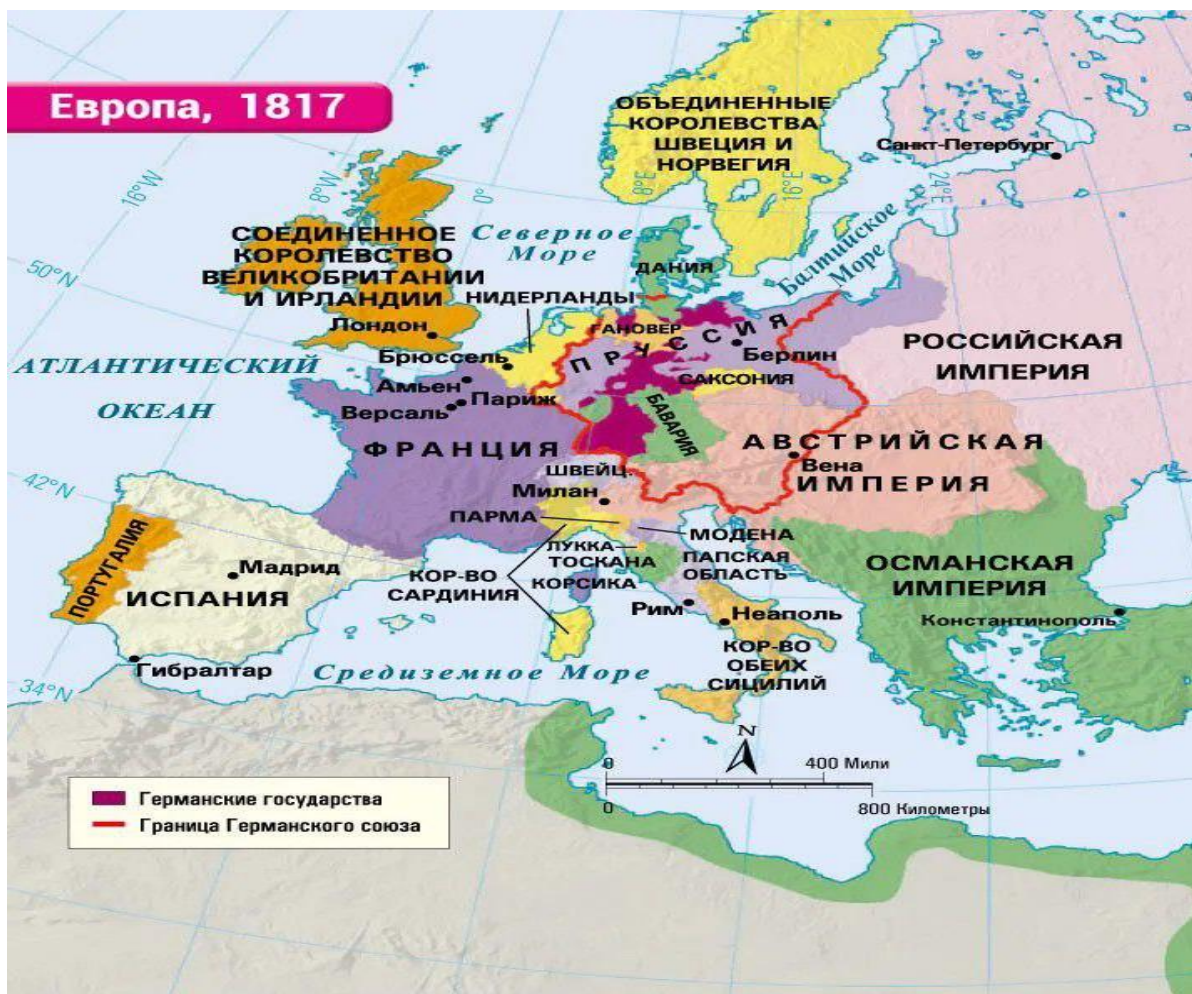 Европа, 1817
ОБЪЕДИНЕННЫЕ
КОРОЛЕВСТВА
ШВЕЦИЯ И
НОРВЕГИЯ
Санкт-Петербург
16°W
8°W
0°
8°E
16°E
24°E
СОЕДИНЕННОЕ
КОРОЛЕВСТВО
ВЕЛИКОБРИТАНИИ
И ИРЛАНДИИ
Лондон
Северное
Море
Балтийское
Море
ДАНИЯ
50°N
НИДЕРЛАНДЫ
ГАНОВЕР
ПРУССИЯ
Берлин
РОССИЙСКАЯ
ИМПЕРИЯ
АТЛАНТИЧЕСКИЙ
ОКЕАН
Брюссель
Амьен
Париж
Версаль
САКСОНИЯ
БАВАРИЯ
ФРАНЦИЯ
АВСТРИЙСКАЯ
ИМПЕРИЯ
Вена
ШВЕЙЦ.
Милан
42°N
ПАРМА
МОДЕНА
ЛУККА
ТОСКАНА
ПАПСКАЯ
ОБЛАСТЬ
ОСМАНСКАЯ
ИМПЕРИЯ
ПОРТУГАЛИЯ
Мадрид
ИСПАНИЯ
КОР-ВО
САРДИНИЯ
КОРСИКА
Рим
Неаполь
Константинополь
КОР-ВО
ОБЕИХ
СИЦИЛИЙ
Гибралтар
Средиземное Море
34°N
N
0
400 Мили
0
800 Километры
Германские государства
Граница Германского союза